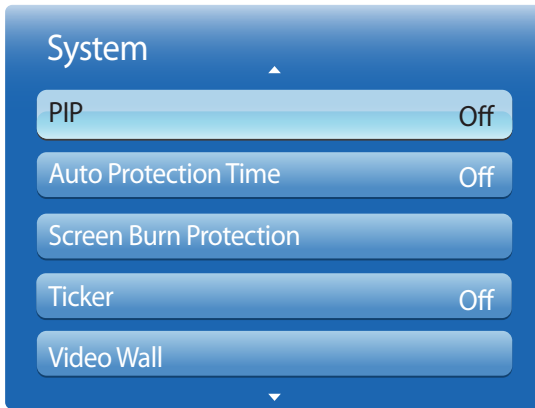 System
PIP Off
Auto Protection Time Off
Screen Burn Protection
Ticker Off
Video Wall